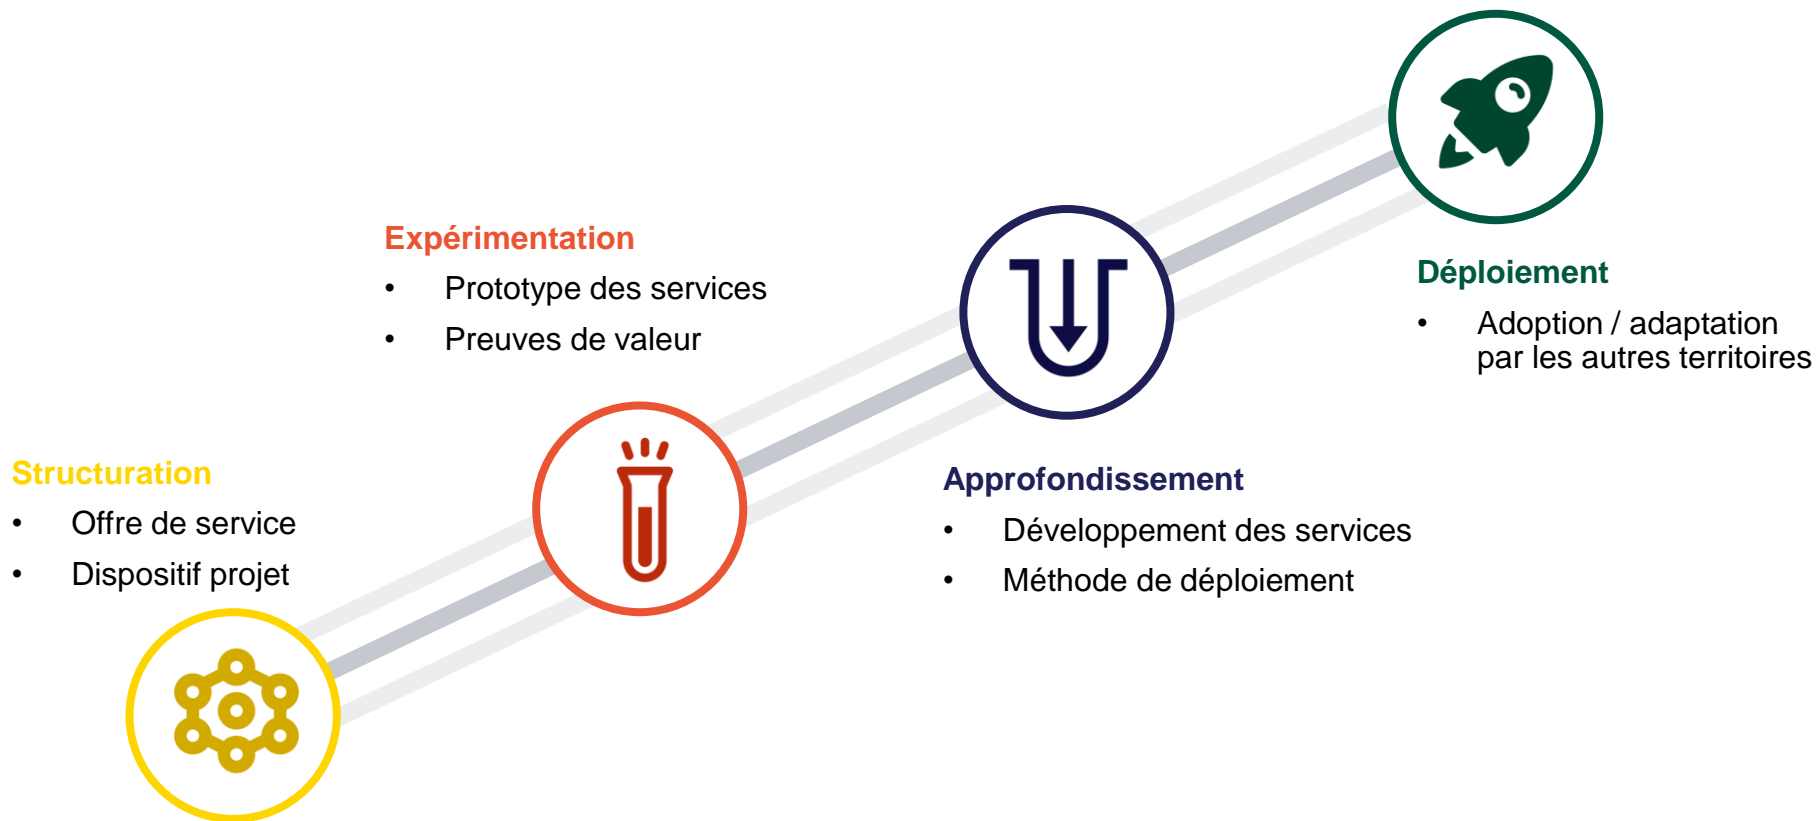 Structuration
• Offre de service
• Dispositif projet
Expérimentation
• Prototype des services
• Preuves de valeur
Approfondissement
• Développement des services
• Méthode de déploiement
Déploiement
• Adoption / adaptation
par les autres territoires